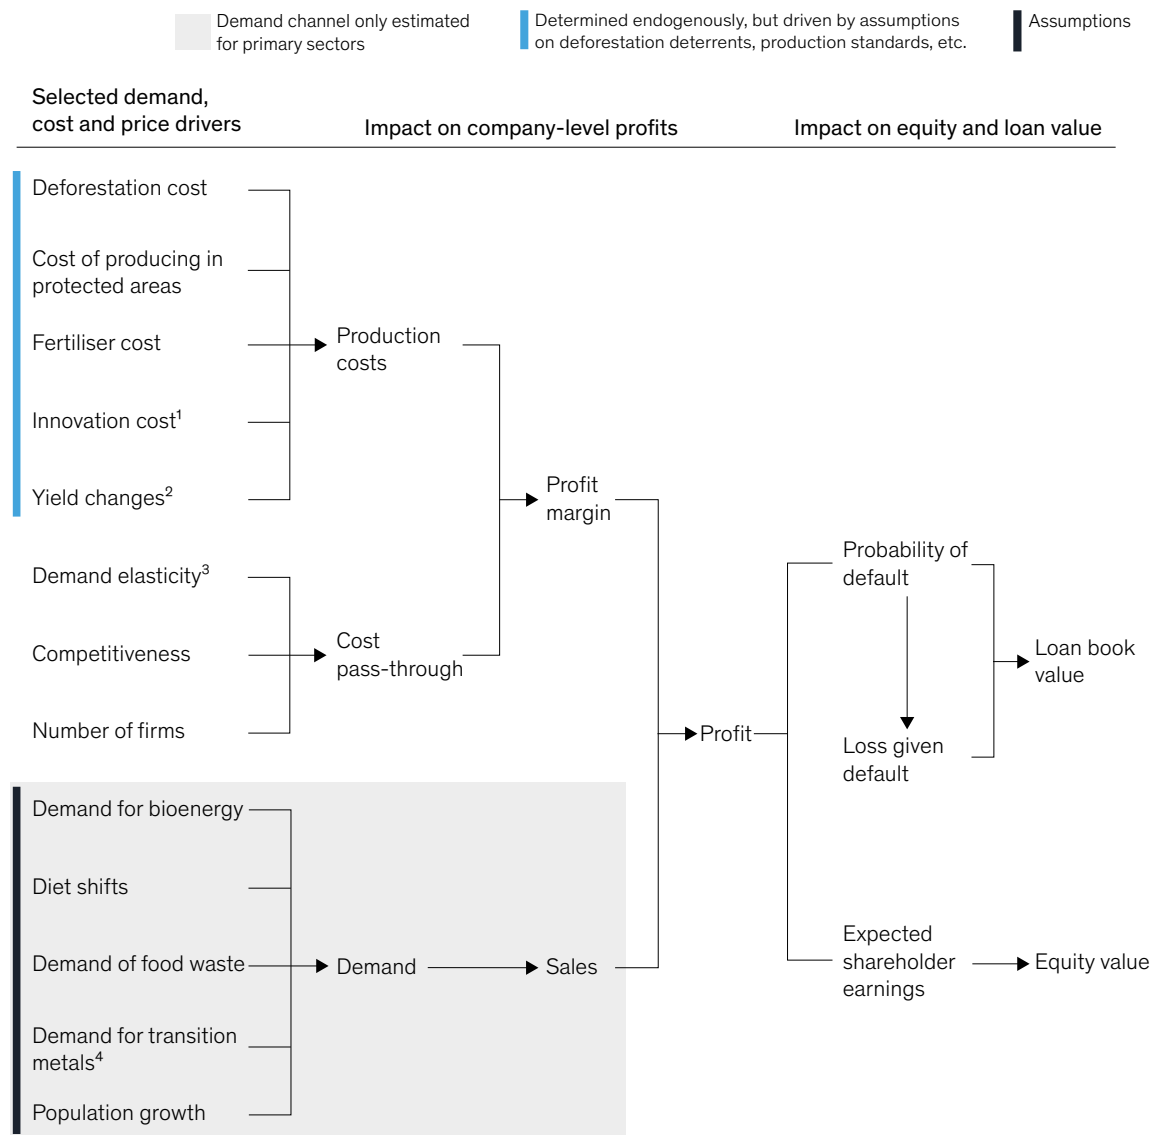 Demand channel only estimated
for primary sectors
Determined endogenously, but driven by assumptions
on deforestation deterrents, production standards, etc.
Assumptions
Selected demand,
cost and price drivers
Impact on company-level profits
Impact on equity and loan value
Deforestation cost
Cost of producing in
protected areas
Fertiliser cost
Innovation cost¹
Yield changes²
Demand elasticity³
Competitiveness
Number of firms
Demand for bioenergy
Diet shifts
Demand of food waste
Demand for transition
metals⁴
Population growth
Production
costs
Cost
pass-through
Demand
Profit
margin
Sales
Profit
Probability of
default
Loss given
default
Expected
shareholder
earnings
Loan book
value
Equity value